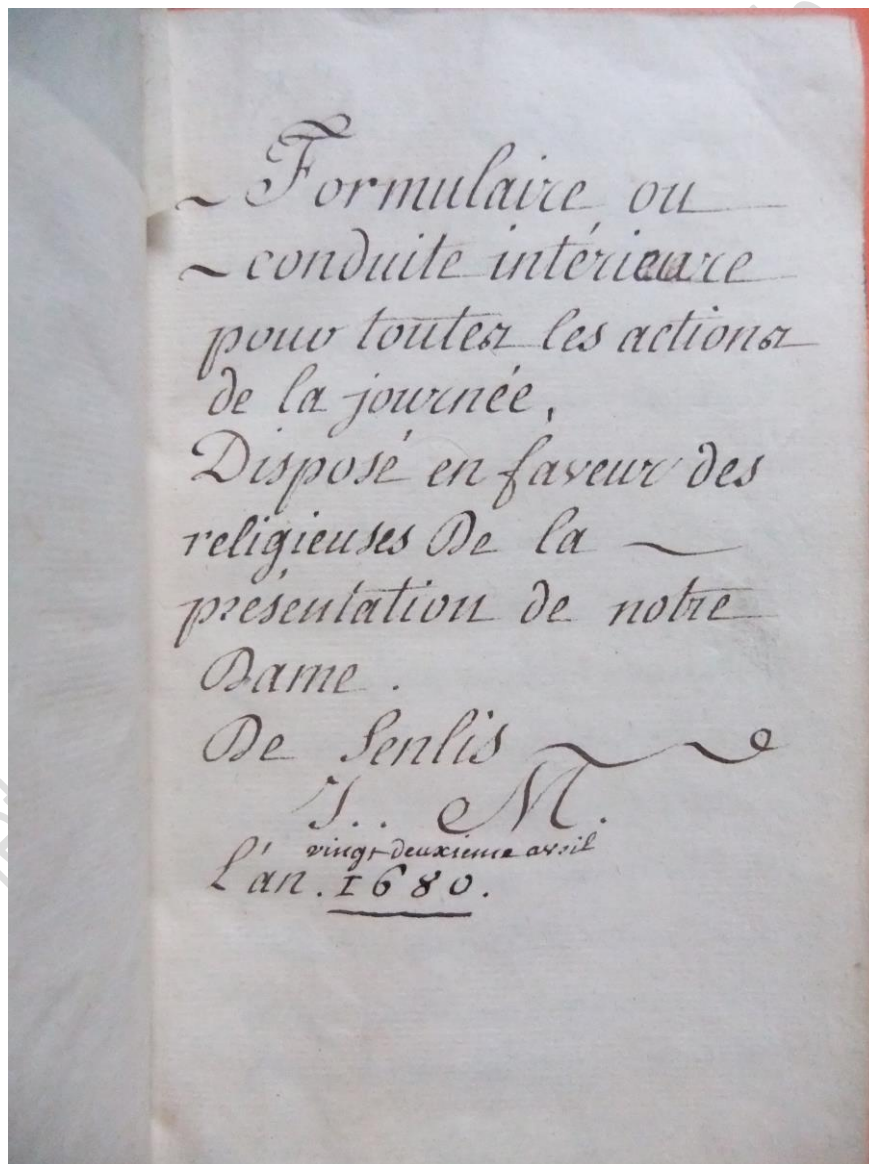 Formulaire, ou
conduite intérieure
pour toutes les actions
de la journée,
Disposé en faveur des
religieuses De la
présentation de notre
Dame.
De Senlis
J.. M.
vingt deuxieme avril
L'an. 1680.